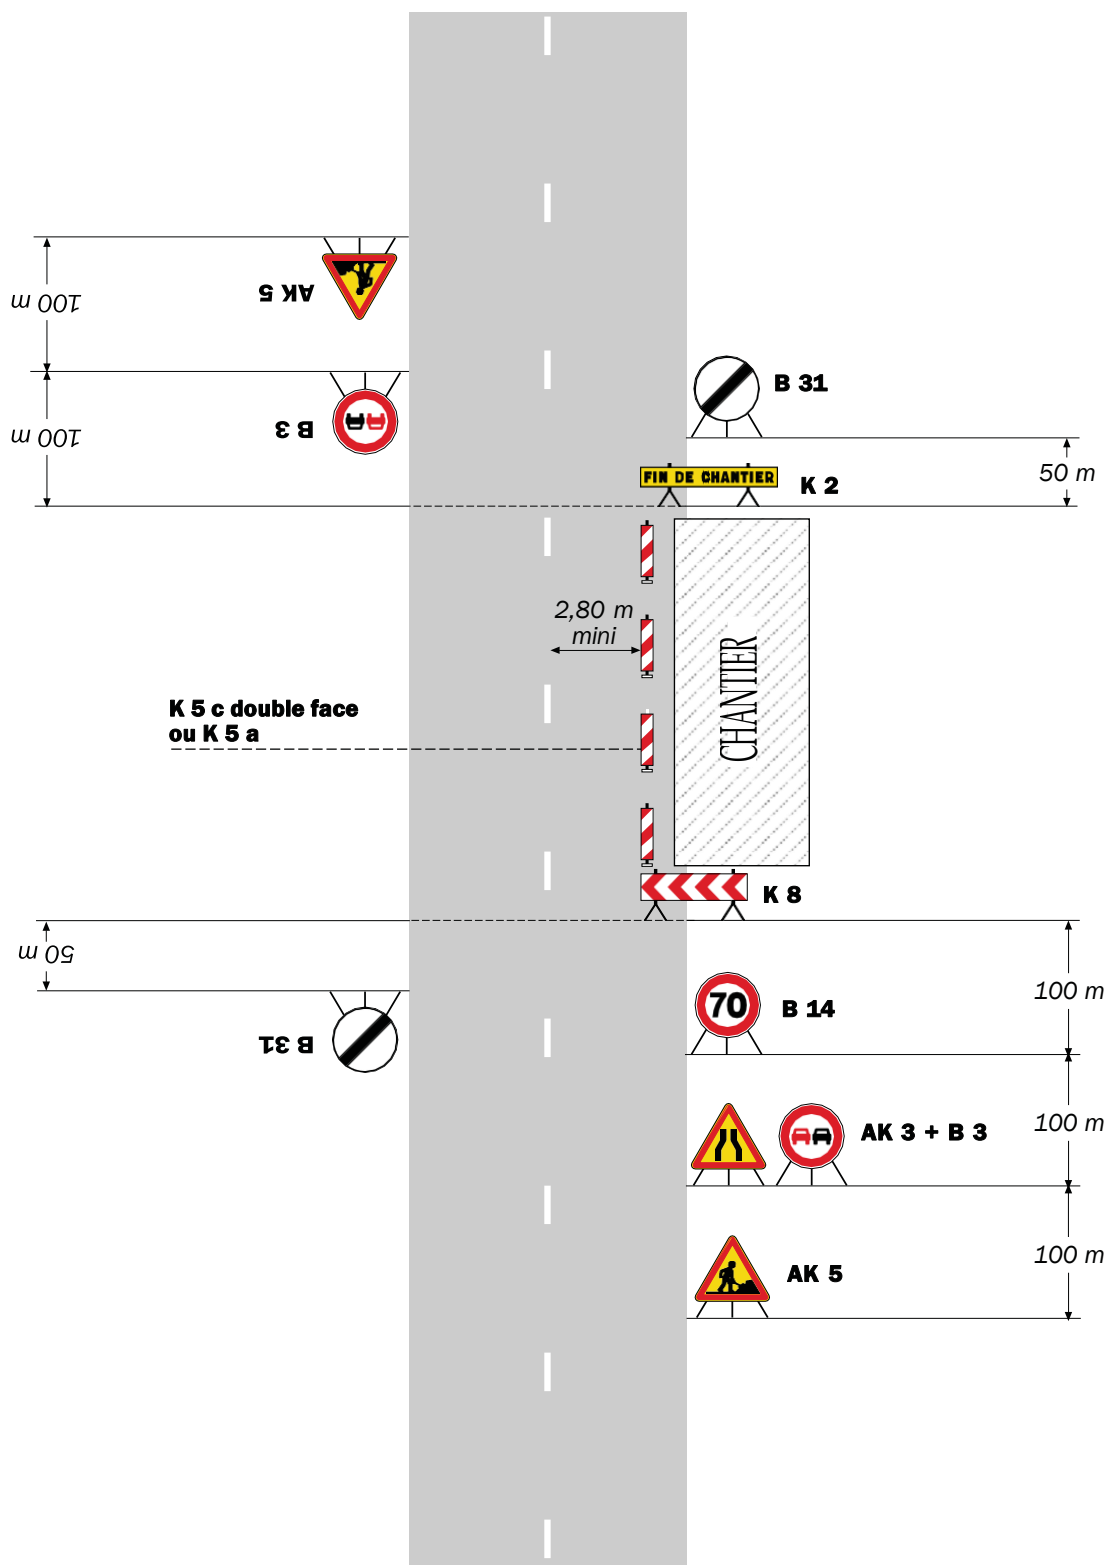 AK 5
100 m
B 3
100 m
B 31
50 m
FIN DE CHANTIER
K 2
2,80 m
mini
CHANTIER
K 5 c double face
ou K 5 a
K 8
50 m
B 31
100 m
70
B 14
100 m
AK 3 + B 3
100 m
AK 5